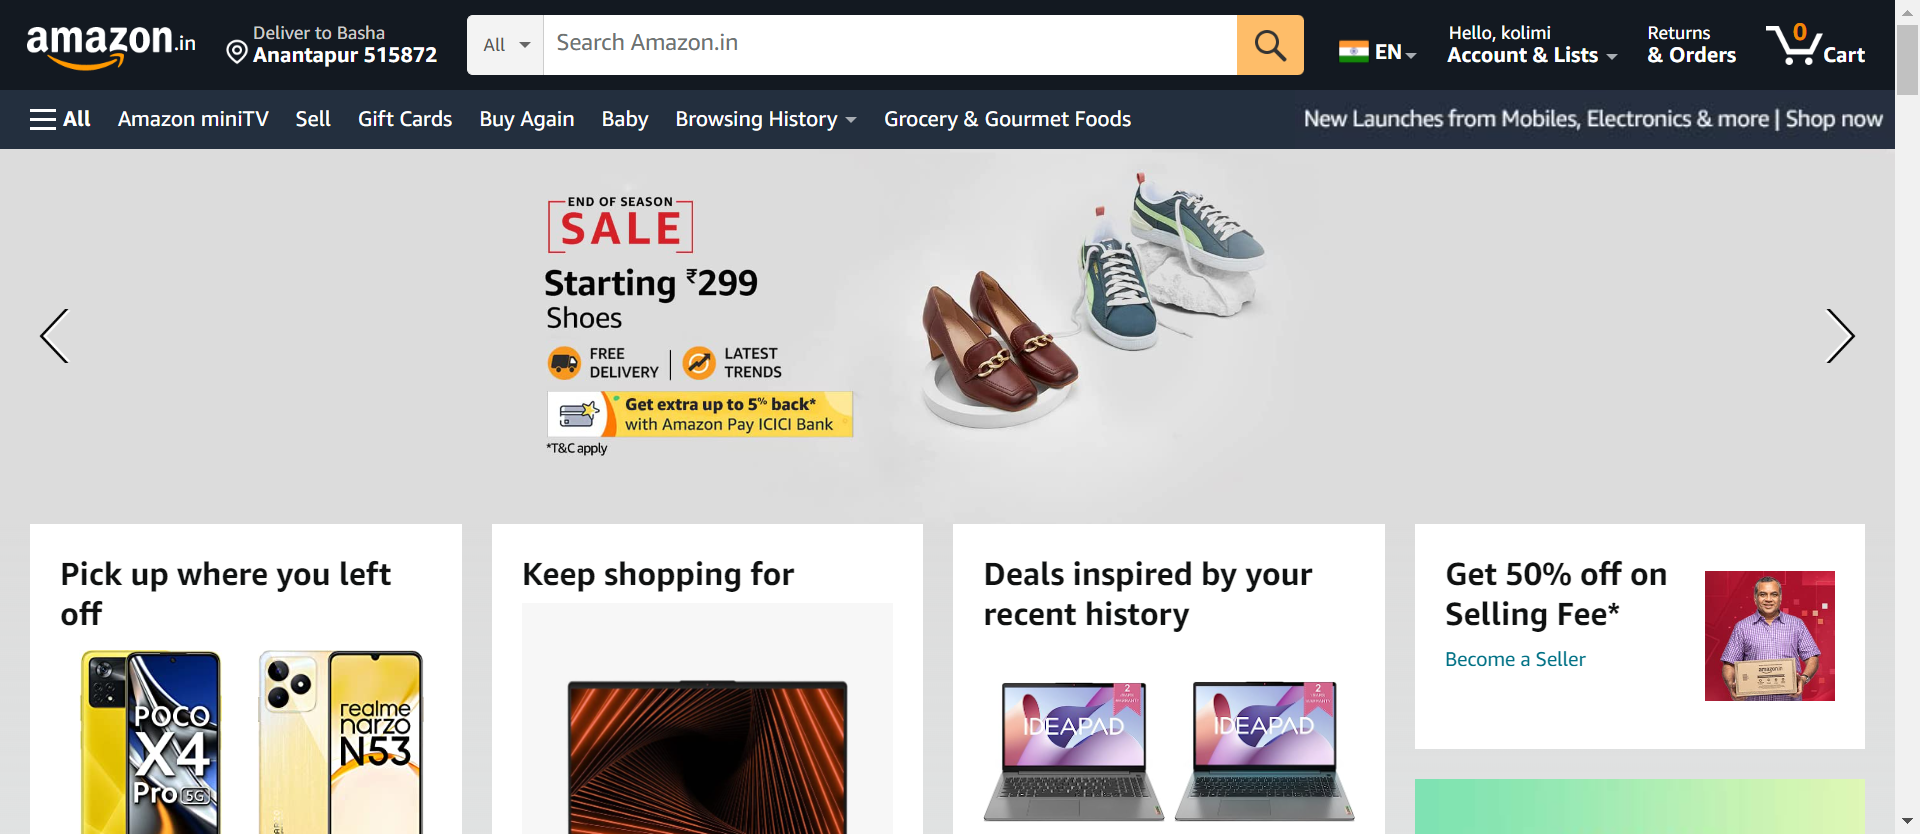 amazon.in
Deliver to Basha
Anantapur 515872
All
Search Amazon.in
EN
Hello, kolimi
Account & Lists
Returns
& Orders
0
Cart
All
Amazon miniTV
Sell
Gift Cards
Buy Again
Baby
Browsing History
Grocery & Gourmet Foods
New Launches from Mobiles, Electronics & more | Shop now
END OF SEASON
SALE
Starting ₹299
Shoes
FREE
DELIVERY
LATEST
TRENDS
Get extra up to 5% back*
with Amazon Pay ICICI Bank
*T&C apply
Pick up where you left
off
POCO
X4
Pro 5G
realme
narzo
N53
Keep shopping for
Deals inspired by your
recent history
2
IDEAPAD
2
IDEAPAD
Get 50% off on
Selling Fee*
Become a Seller
amazon.in